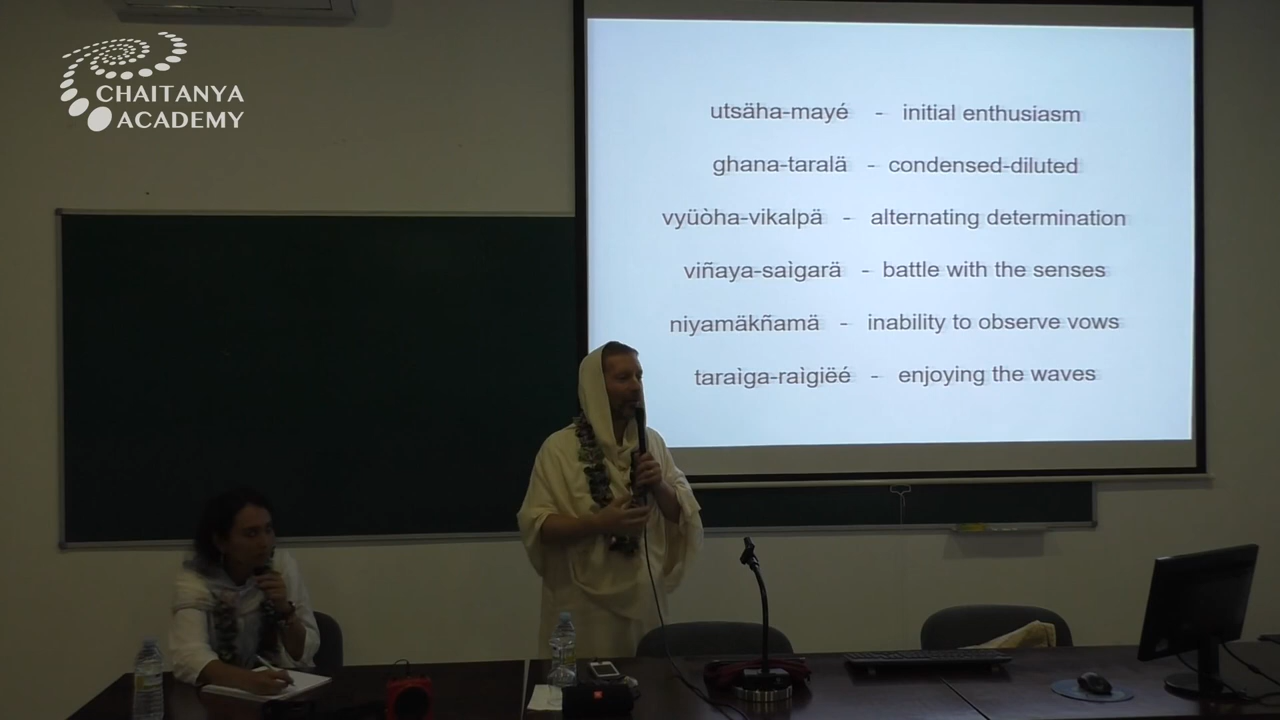 CHAITANYA
ACADEMY
utsäha-mayé - initial enthusiasm
ghana-taralä - condensed-diluted
vyüòha-vikalpä - alternating determination
viñaya-saìgarä - battle with the senses
niyamäkñamä - inability to observe vows
taraìga-raìgiëé - enjoying the waves